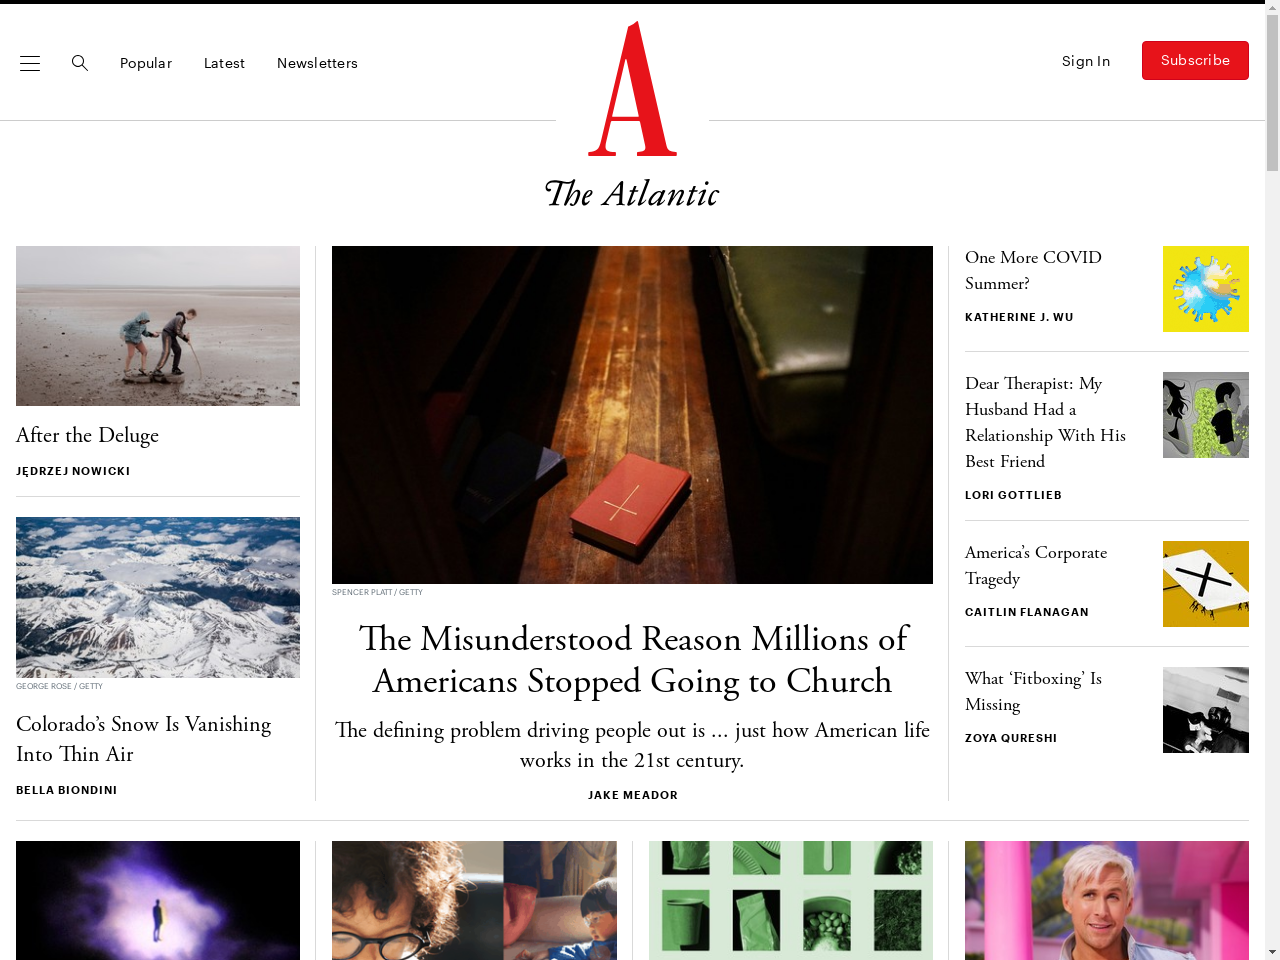 Popular
Latest
Newsletters
A
Sign In
Subscribe
The Atlantic
After the Deluge
JĘDRZEJ NOWICKI
GEORGE ROSE / GETTY
Colorado’s Snow Is Vanishing
Into Thin Air
BELLA BIONDINI
SPENCER PLATT / GETTY
The Misunderstood Reason Millions of
Americans Stopped Going to Church
The defining problem driving people out is ... just how American life
works in the 21st century.
JAKE MEADOR
One More COVID
Summer?
KATHERINE J. WU
Dear Therapist: My
Husband Had a
Relationship With His
Best Friend
LORI GOTTLIEB
America’s Corporate
Tragedy
CAITLIN FLANAGAN
What ‘Fitboxing’ Is
Missing
ZOYA QURESHI